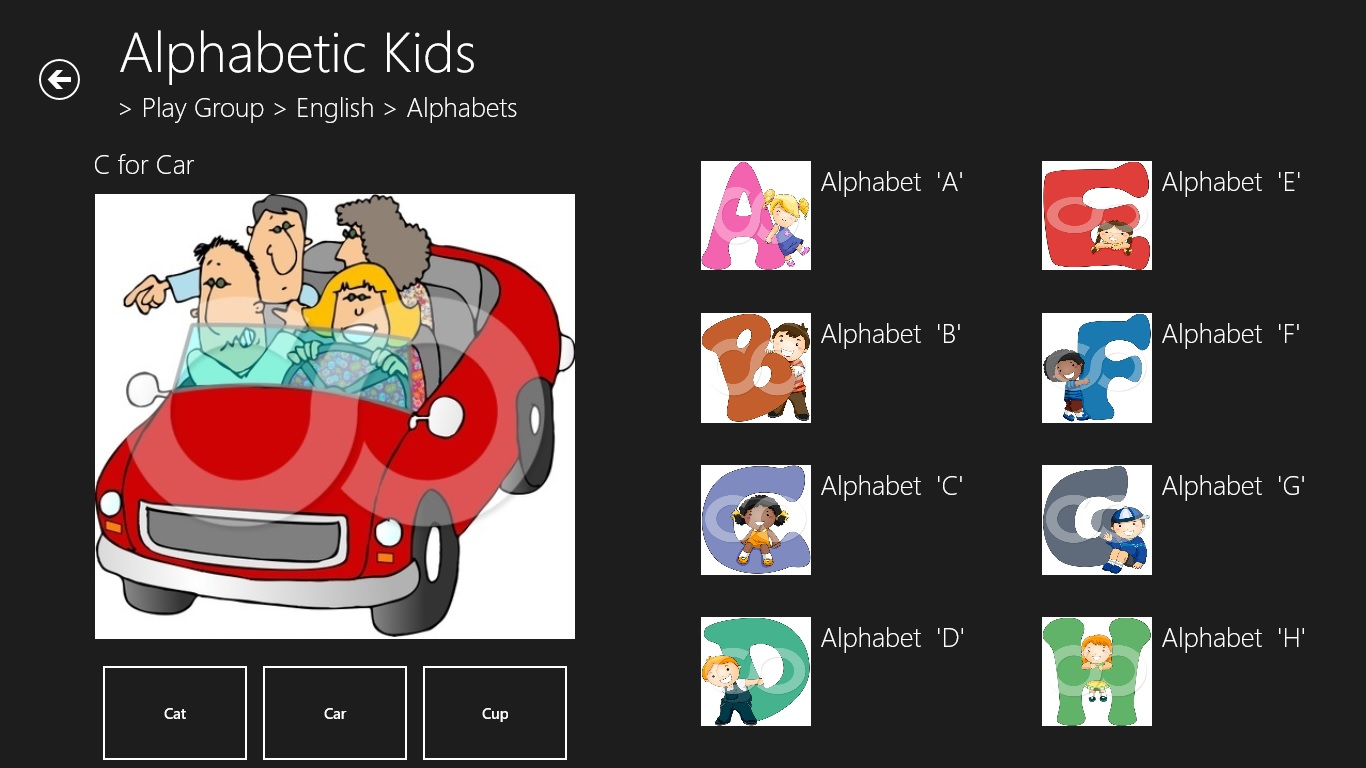 Alphabetic Kids
> Play Group > English > Alphabets
C for Car
Cat
Car
Cup
Alphabet 'A'
Alphabet 'B'
Alphabet 'C'
Alphabet 'D'
Alphabet 'E'
Alphabet 'F'
Alphabet 'G'
Alphabet 'H'